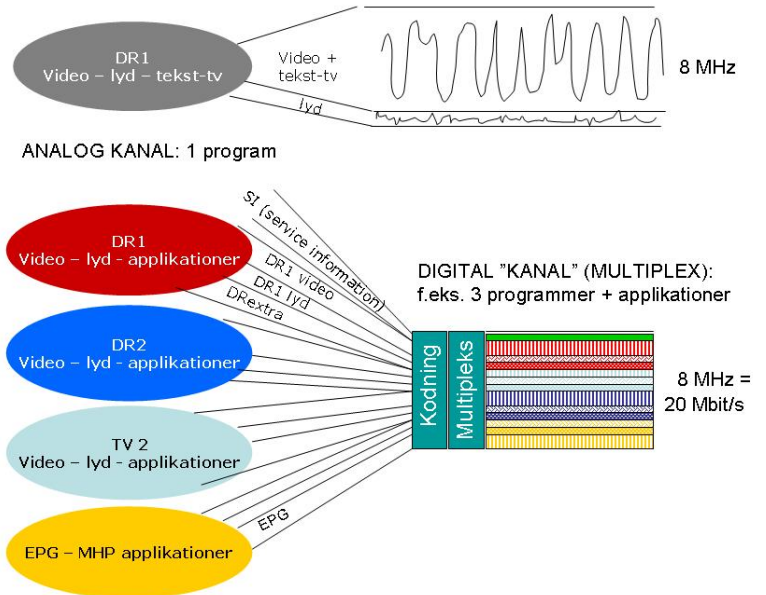 DR1
Video – lyd – tekst-tv
Video +
tekst-tv
lyd
8 MHz
ANALOG KANAL: 1 program
SI (service information)
DR1
Video – lyd - applikationer
DR1 video
DR1 lyd
DRextra
DIGITAL ”KANAL” (MULTIPLEX):
f.eks. 3 programmer + applikationer
DR2
Video – lyd - applikationer
Kodning
Multipleks
8 MHz =
20 Mbit/s
TV 2
Video – lyd - applikationer
EPG
EPG – MHP applikationer